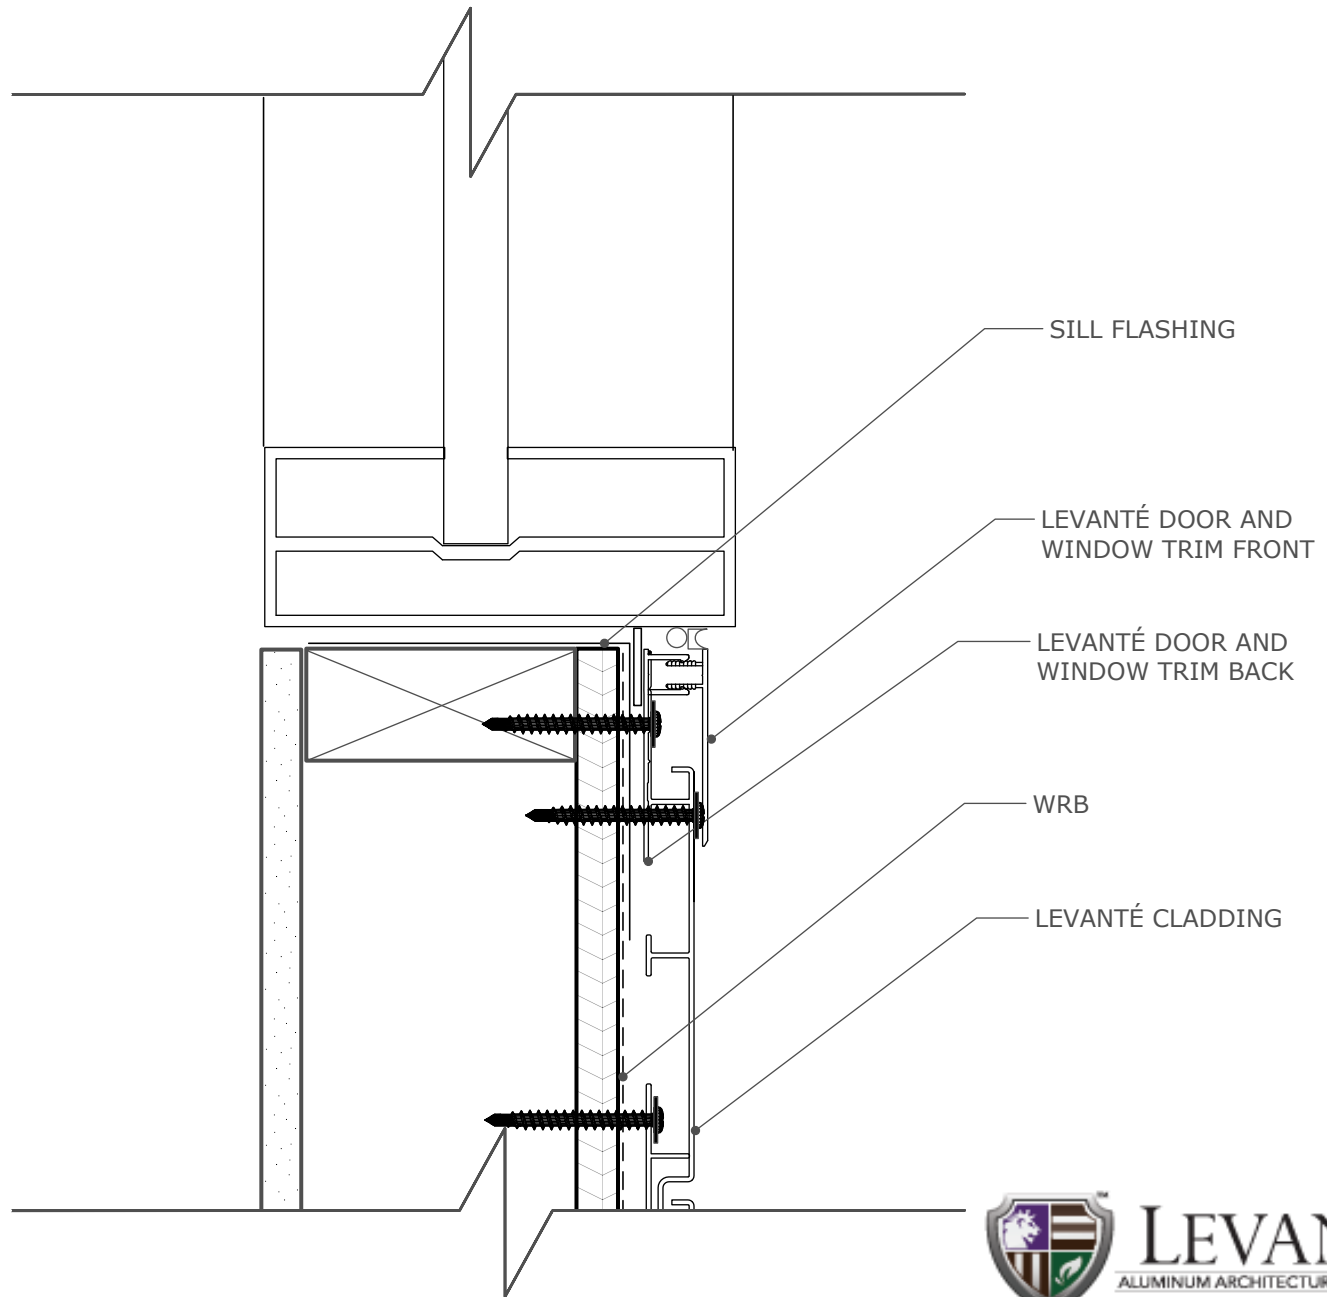 SILL FLASHING
LEVANTÉ DOOR AND
WINDOW TRIM FRONT
LEVANTÉ DOOR AND
WINDOW TRIM BACK
WRB
LEVANTÉ CLADDING
LEVAN
ALUMINUM ARCHITECTUR